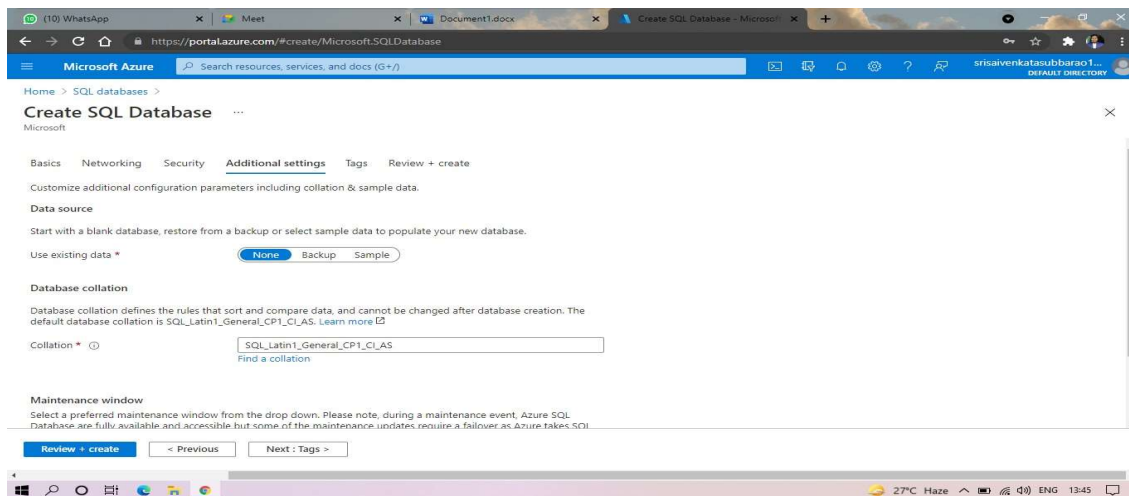 (10) WhatsApp
Meet
Document1.docx
Create SQL Database - Microsoft
https://portal.azure.com/#create/Microsoft.SQLDatabase
Microsoft Azure
Search resources, services, and docs (G+/)
srisaivenkatasubbarao1...
DEFAULT DIRECTORY
Home > SQL databases >
Create SQL Database ...
Microsoft
Basics Networking Security Additional settings Tags Review + create
Customize additional configuration parameters including collation & sample data.
Data source
Start with a blank database, restore from a backup or select sample data to populate your new database.
Use existing data * None Backup Sample
Database collation
Database collation defines the rules that sort and compare data, and cannot be changed after database creation. The
default database collation is SQL_Latin1_General_CP1_CI_AS. Learn more
Collation * SQL_Latin1_General_CP1_CI_AS
Find a collation
Maintenance window
Select a preferred maintenance window from the drop down. Please note, during a maintenance event, Azure SQL
Database are fully available and accessible but some of the maintenance updates require a failover as Azure takes SQL
Review + create < Previous Next : Tags >
27°C Haze ENG 13:45